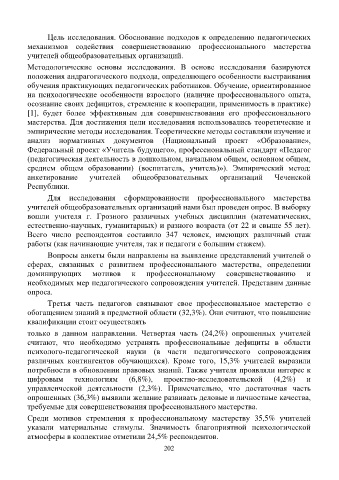 Цель исследования. Обоснование подходов к определению педагогических
механизмов содействия совершенствованию профессионального мастерства
учителей общеобразовательных организаций.
Методологические основы исследования. В основе исследования базируются
положения андрагогического подхода, определяющего особенности выстраивания
обучения практикующих педагогических работников. Обучение, ориентированное
на психологические особенности взрослого (наличие профессионального опыта,
осознание своих дефицитов, стремление к кооперации, применимость в практике)
[1], будет более эффективным для совершенствования его профессионального
мастерства. Для достижения цели исследования использовались теоретические и
эмпирические методы исследования. Теоретические методы составляли изучение и
анализ нормативных документов (Национальный проект «Образование»,
Федеральный проект «Учитель будущего», профессиональный стандарт «Педагог
(педагогическая деятельность в дошкольном, начальном общем, основном общем,
среднем общем образовании) (воспитатель, учитель)»). Эмпирический метод:
анкетирование учителей общеобразовательных организаций Чеченской
Республики.
Для исследования сформированности профессионального мастерства
учителей общеобразовательных организаций нами был проведен опрос. В выборку
вошли учителя г. Грозного различных учебных дисциплин (математических,
естественно-научных, гуманитарных) и разного возраста (от 22 и свыше 55 лет).
Всего число респондентов составило 347 человек, имеющих различный стаж
работы (как начинающие учителя, так и педагоги с большим стажем).
Вопросы анкеты были направлены на выявление представлений учителей о
сферах, связанных с развитием профессионального мастерства, определении
доминирующих мотивов к профессиональному совершенствованию и
необходимых мер педагогического сопровождения учителей. Представим данные
опроса.
Третья часть педагогов связывают свое профессиональное мастерство с
обогащением знаний в предметной области (32,3%). Они считают, что повышение
квалификации стоит осуществлять
только в данном направлении. Четвертая часть (24,2%) опрошенных учителей
считают, что необходимо устранять профессиональные дефициты в области
психолого-педагогической науки (в части педагогического сопровождения
различных контингентов обучающихся). Кроме того, 15,3% учителей выразили
потребности в обновлении правовых знаний. Также учителя проявляли интерес к
цифровым технологиям (6,8%), проектно-исследовательской (4,2%) и
управленческой деятельности (2,3%). Примечательно, что достаточная часть
опрошенных (36,3%) выявили желание развивать деловые и личностные качества,
требуемые для совершенствования профессионального мастерства.
Среди мотивов стремления к профессиональному мастерству 35,5% учителей
указали материальные стимулы. Значимость благоприятной психологической
атмосферы в коллективе отметили 24,5% респондентов.
202